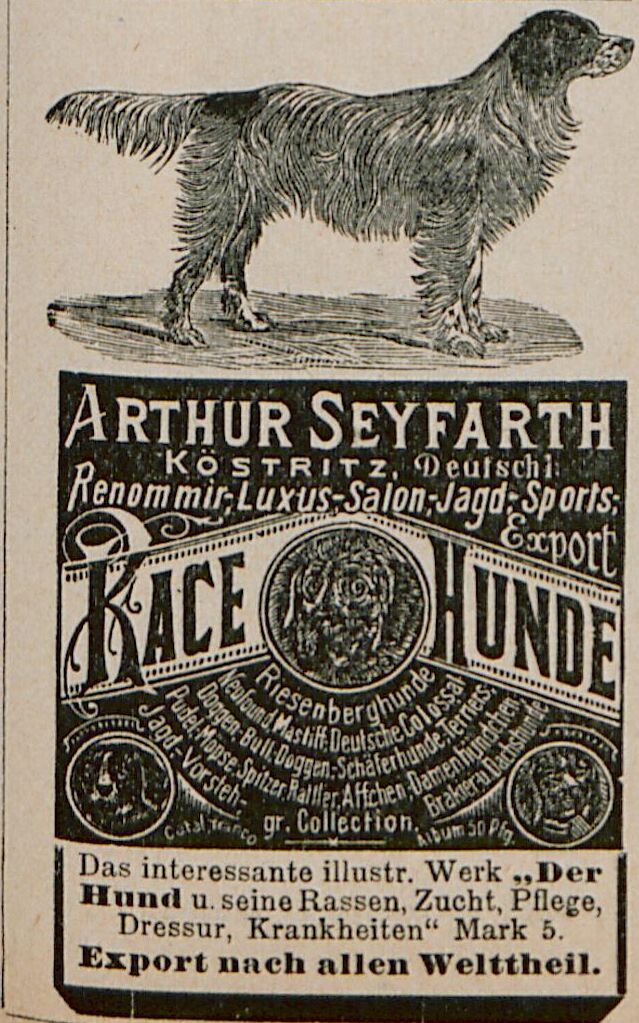 ARTHUR SEYFARTH
KÖSTRITZ, Deutschl.
Renommir-, Luxus-, Salon-, Jagd-, Sports-,
Export
RACE HUNDE
Riesenberghunde
Neufound. Mastiff, Deutsche Colossal-
Doggen- Bull-Doggen-Schäferhunde-Terriers,
Pudel, Mopse, Spitzer, Rattler, Affchen-Damenhündchen,
Jagd-Vorsteh- Brakier u. Dachshunde
gr. Collection.
Catal. franco
Album 50 Pfg.
Das interessante illustr. Werk „Der
Hund u. seine Rassen, Zucht, Pflege,
Dressur, Krankheiten“ Mark 5.
Export nach allen Welttheil.